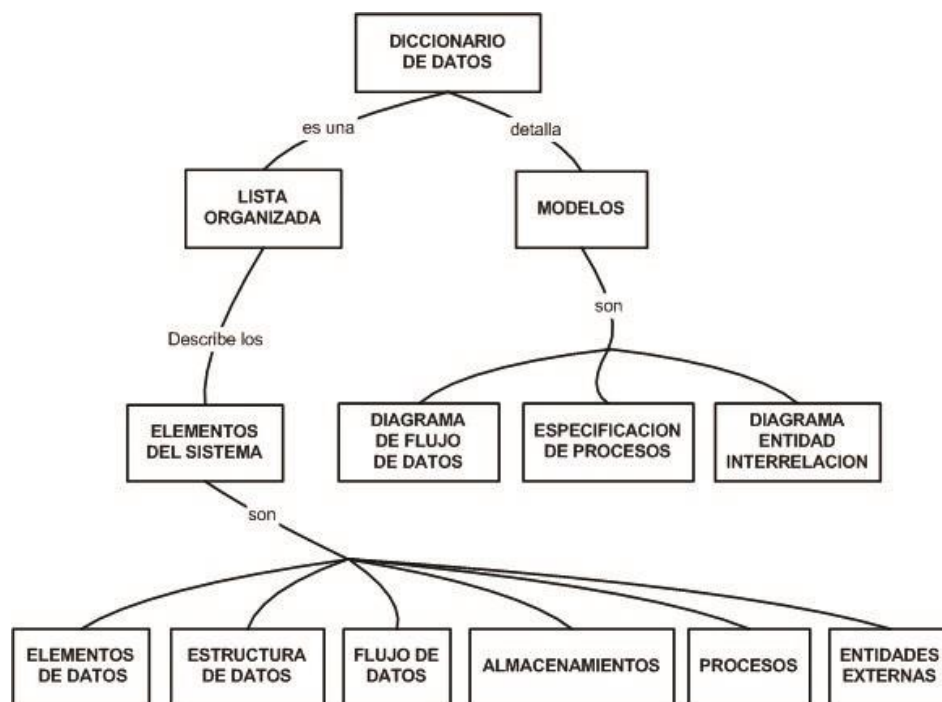 DICCIONARIO
DE DATOS
es una
detalla
LISTA
ORGANIZADA
MODELOS
son
Describe los
ELEMENTOS
DEL SISTEMA
DIAGRAMA
DE FLUJO
DE DATOS
ESPECIFICACION
DE PROCESOS
DIAGRAMA
ENTIDAD
INTERRELACION
son
ELEMENTOS
DE DATOS
ESTRUCTURA
DE DATOS
FLUJO DE
DATOS
ALMACENAMIENTOS
PROCESOS
ENTIDADES
EXTERNAS